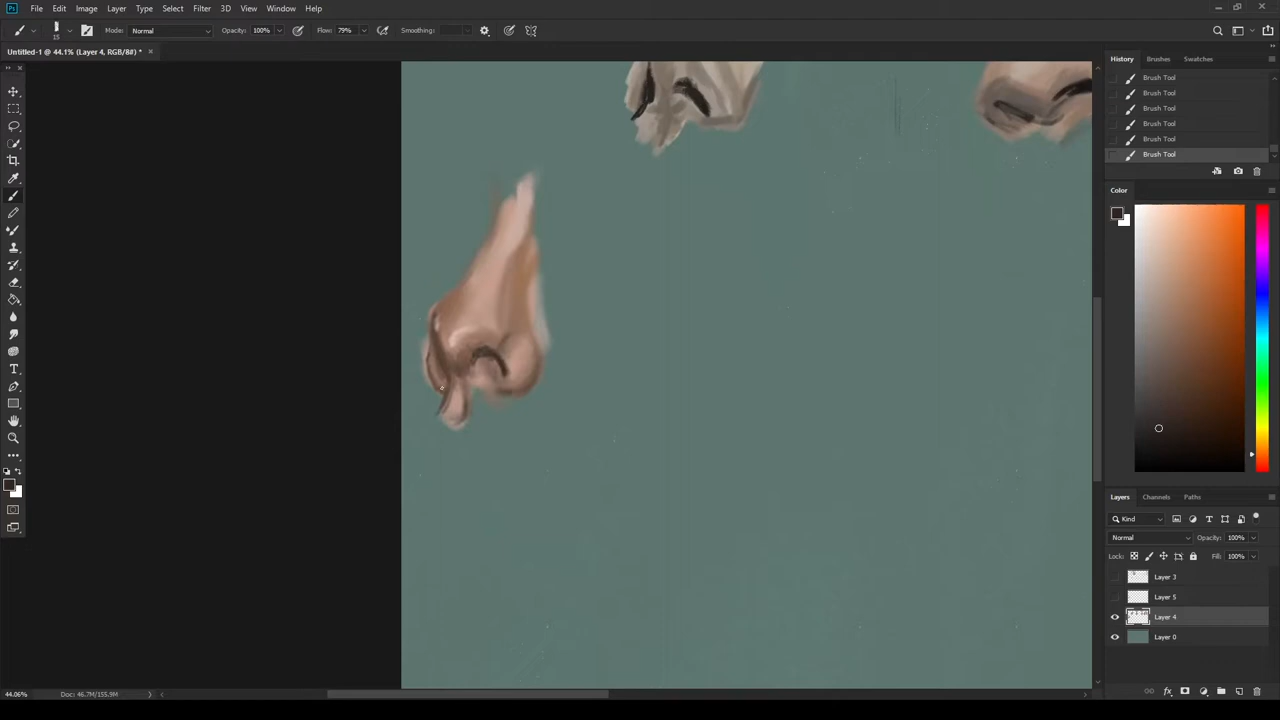 Ps File Edit Image Layer Type Select Filter 3D View Window Help
15 Mode: Normal Opacity: 100% Flow: 79% Smoothing:
Untitled-1 @ 44.1% (Layer 4, RGB/8#) *
History Brushes Swatches
Brush Tool
Brush Tool
Brush Tool
Brush Tool
Brush Tool
Brush Tool
Color
Layers Channels Paths
Kind
Normal Opacity: 100%
Lock: Fill: 100%
Layer 3
Layer 5
Layer 4
Layer 0
44.06% Doc: 46.7M/155.9M